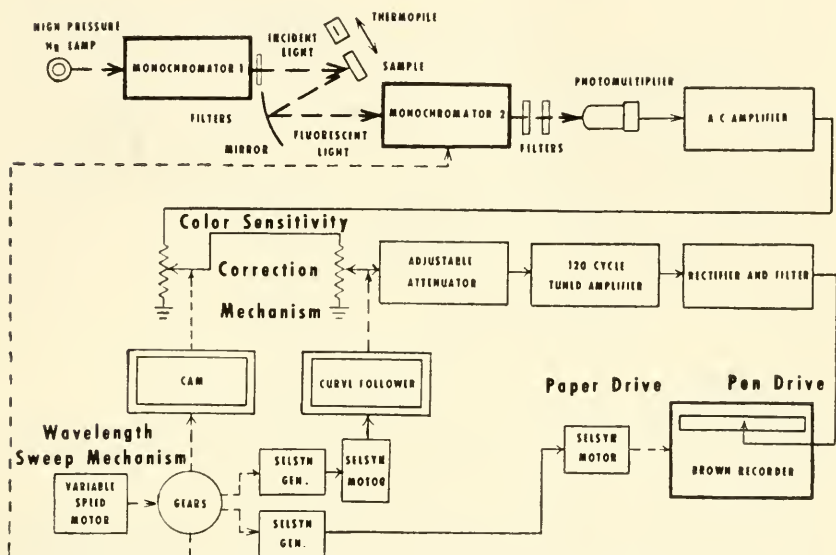 HIGH PRESSURE
Hg LAMP
MONOCHROMATOR 1
INCIDENT
LIGHT
THERMOPILE
SAMPLE
FILTERS
MIRROR
FLUORESCENT
LIGHT
MONOCHROMATOR 2
FILTERS
PHOTOMULTIPLIER
A C AMPLIFIER
Color Sensitivity
Correction
Mechanism
ADJUSTABLE
ATTENUATOR
120 CYCLE
TUNED AMPLIFIER
RECTIFIER AND FILTER
CAM
CURVE FOLLOWER
Paper Drive
Pen Drive
Wavelength
Sweep Mechanism
VARIABLE
SPEED
MOTOR
GEARS
SELSYN
GEN.
SELSYN
MOTOR
SELSYN
GEN.
SELSYN
MOTOR
BROWN RECORDER